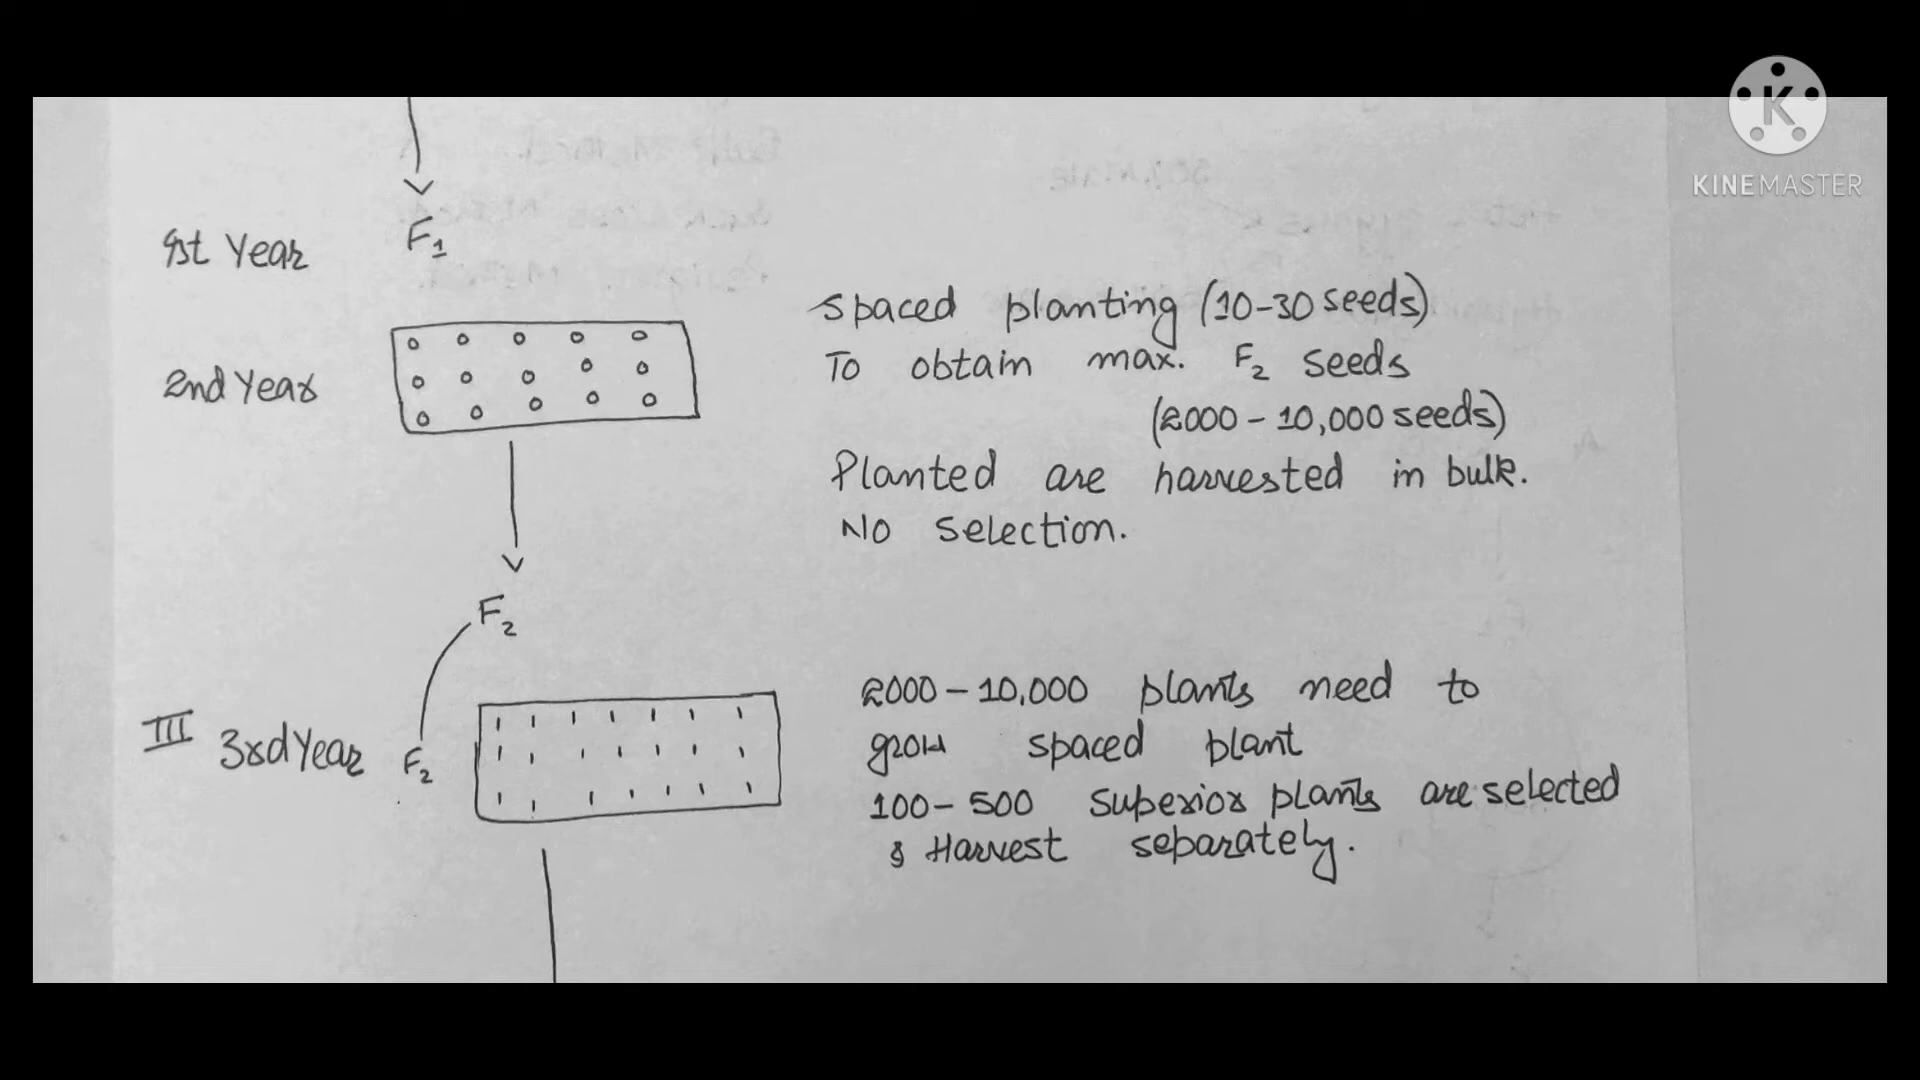 K
KINEMASTER
1st Year F1
Spaced planting (10-30 seeds)
2nd Year To obtain max. F2 seeds
(2000 - 10,000 seeds)
Planted are harvested in bulk.
No Selection.
F2
2000 - 10,000 plants need to
III 3rd Year F2 grow spaced plant
100 - 500 Superior plants are selected
& Harvest separately.